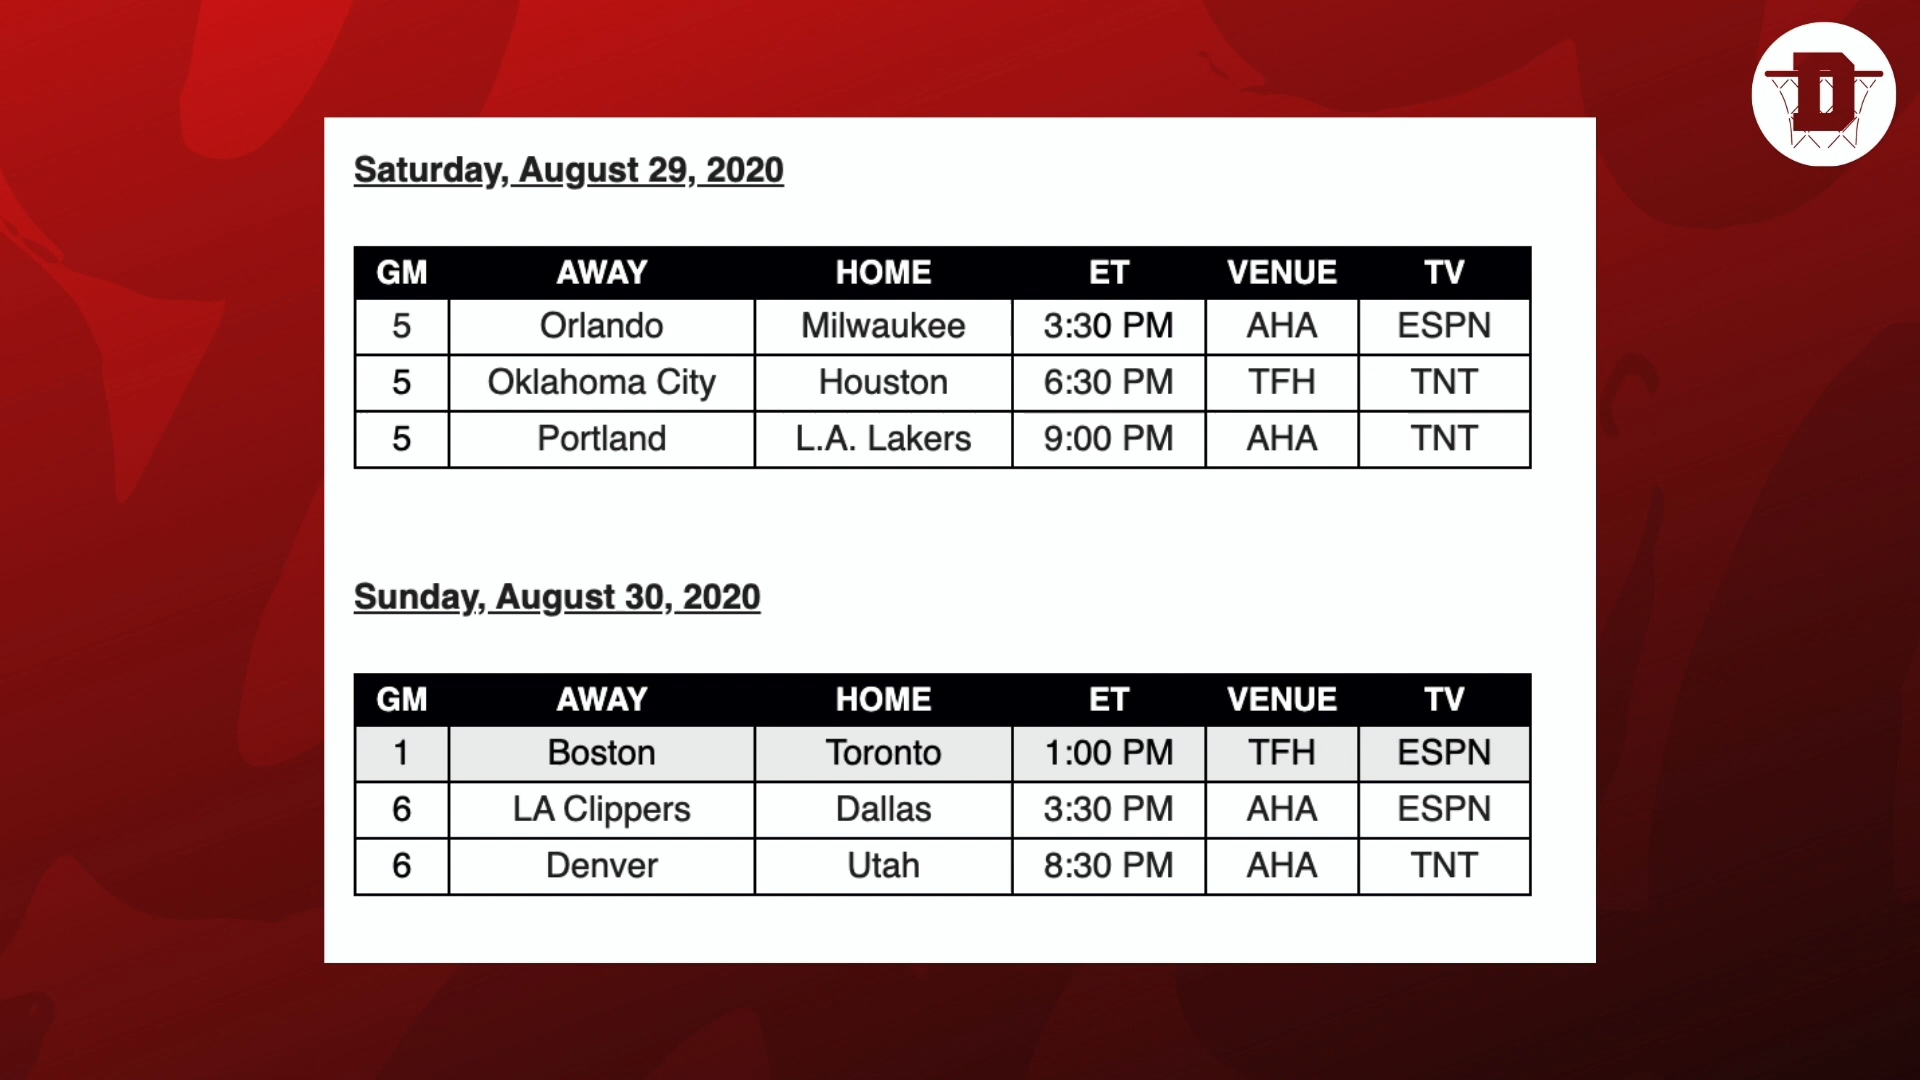 D
Saturday, August 29, 2020
GM AWAY HOME ET VENUE TV
5 Orlando Milwaukee 3:30 PM AHA ESPN
5 Oklahoma City Houston 6:30 PM TFH TNT
5 Portland L.A. Lakers 9:00 PM AHA TNT
Sunday, August 30, 2020
GM AWAY HOME ET VENUE TV
1 Boston Toronto 1:00 PM TFH ESPN
6 LA Clippers Dallas 3:30 PM AHA ESPN
6 Denver Utah 8:30 PM AHA TNT